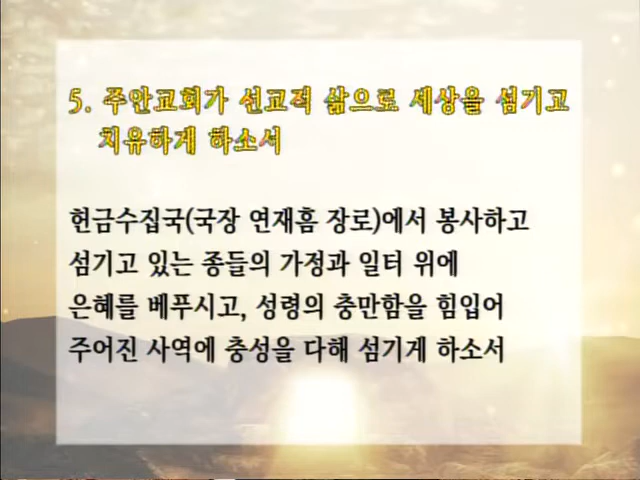 5. 주안교회가 선교적 삶으로 세상을 섬기고
치유하게 하소서
헌금수집국(국장 연재흠 장로)에서 봉사하고
섬기고 있는 종들의 가정과 일터 위에
은혜를 베푸시고, 성령의 충만함을 힘입어
주어진 사역에 충성을 다해 섬기게 하소서